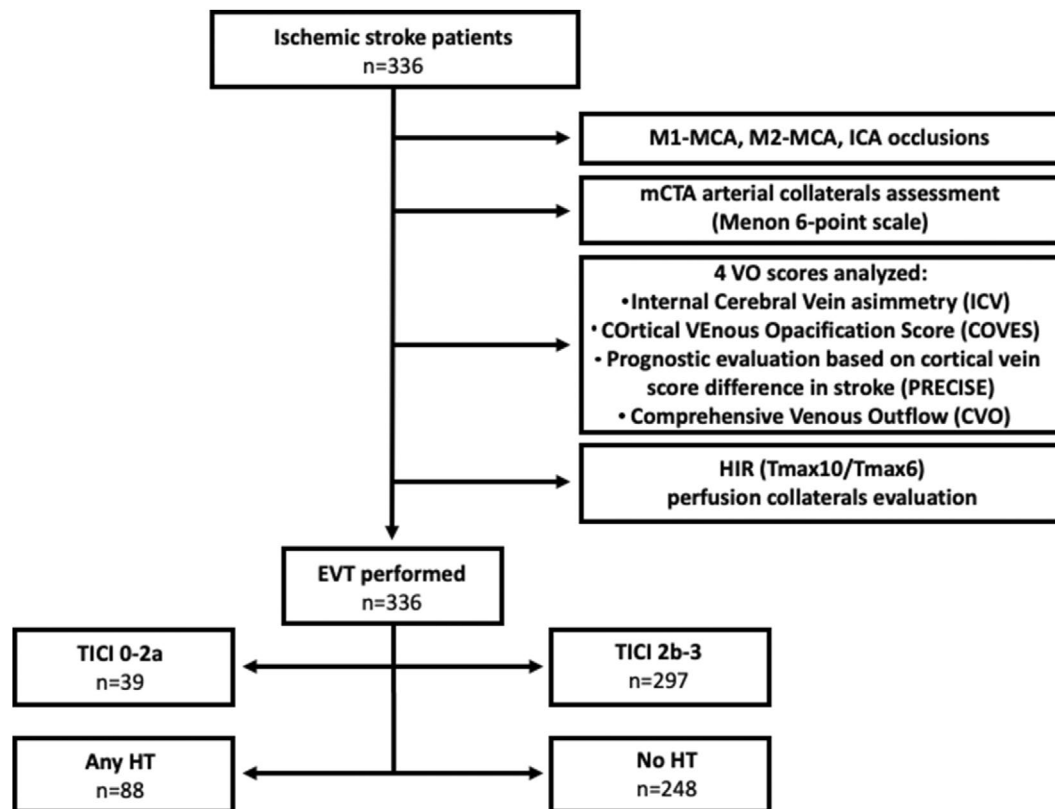 Ischemic stroke patients
n=336
M1-MCA, M2-MCA, ICA occlusions
mCTA arterial collaterals assessment
(Menon 6-point scale)
4 VO scores analyzed:
•Internal Cerebral Vein asimmetry (ICV)
•COrtical VEnous Opacification Score (COVES)
• Prognostic evaluation based on cortical vein
score difference in stroke (PRECISE)
• Comprehensive Venous Outflow (CVO)
HIR (Tmax10/Tmax6)
perfusion collaterals evaluation
EVT performed
n=336
TICI 0-2a
n=39
TICI 2b-3
n=297
Any HT
n=88
No HT
n=248